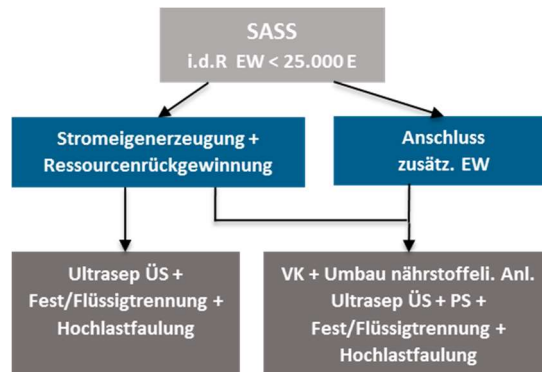 SASS
i.d.R EW < 25.000 E
Stromeigenerzeugung +
Ressourcenrückgewinnung
Anschluss
zusätz. EW
Ultrasep ÜS +
Fest/Flüssigtrennung +
Hochlastfaulung
VK + Umbau nährstoffeli. Anl.
Ultrasep ÜS + PS +
Fest/Flüssigtrennung +
Hochlastfaulung